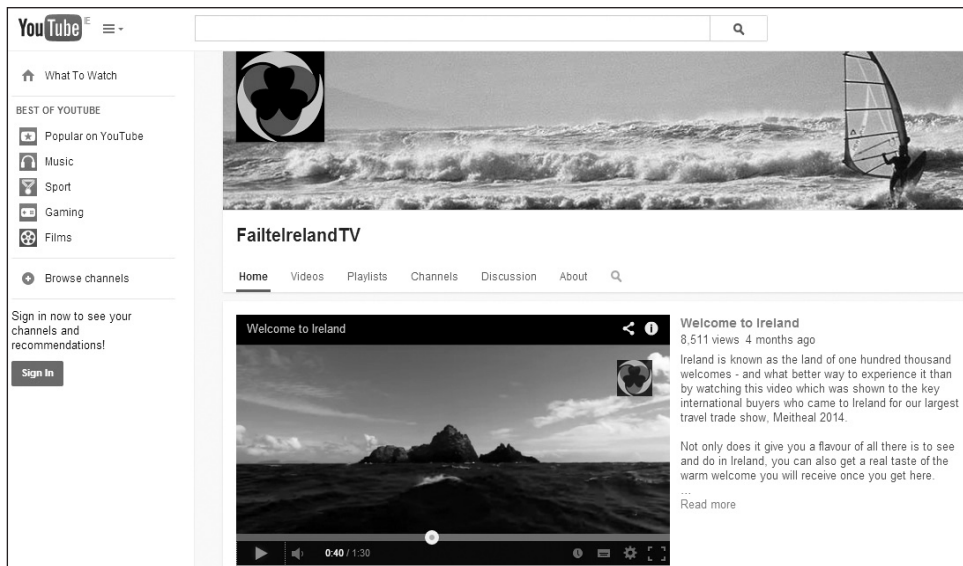 YouTube IE
What To Watch
BEST OF YOUTUBE
Popular on YouTube
Music
Sport
Gaming
Films
Browse channels
Sign in now to see your
channels and
recommendations!
Sign In
FailteIrelandTV
Home Videos Playlists Channels Discussion About
Welcome to Ireland
0:40 / 1:30
Welcome to Ireland
8,511 views 4 months ago
Ireland is known as the land of one hundred thousand
welcomes - and what better way to experience it than
by watching this video which was shown to the key
international buyers who came to Ireland for our largest
travel trade show, Meitheal 2014.
Not only does it give you a flavour of all there is to see
and do in Ireland, you can also get a real taste of the
warm welcome you will receive once you get here.
...
Read more